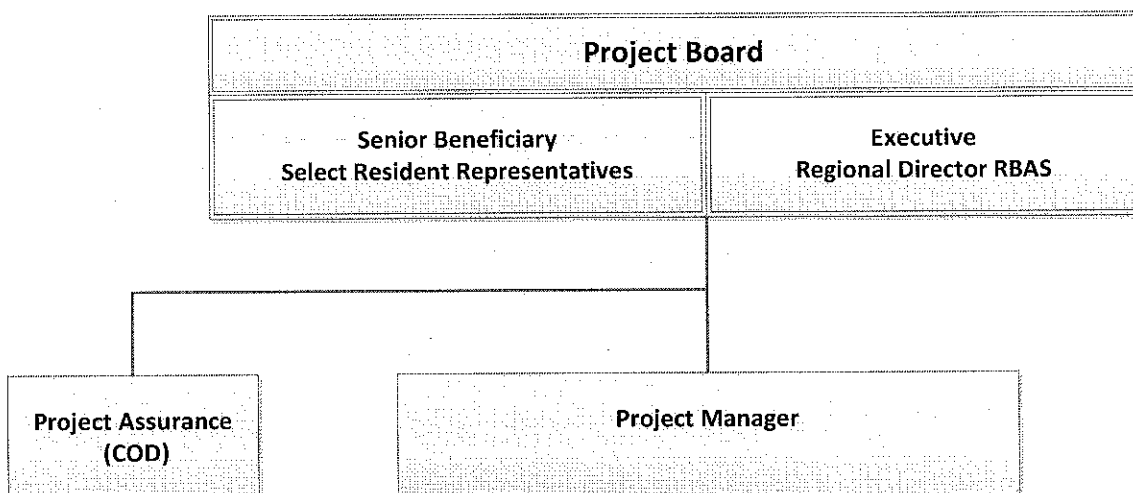 Project Board
Senior Beneficiary
Select Resident Representatives
Executive
Regional Director RBAS
Project Assurance
(COD)
Project Manager